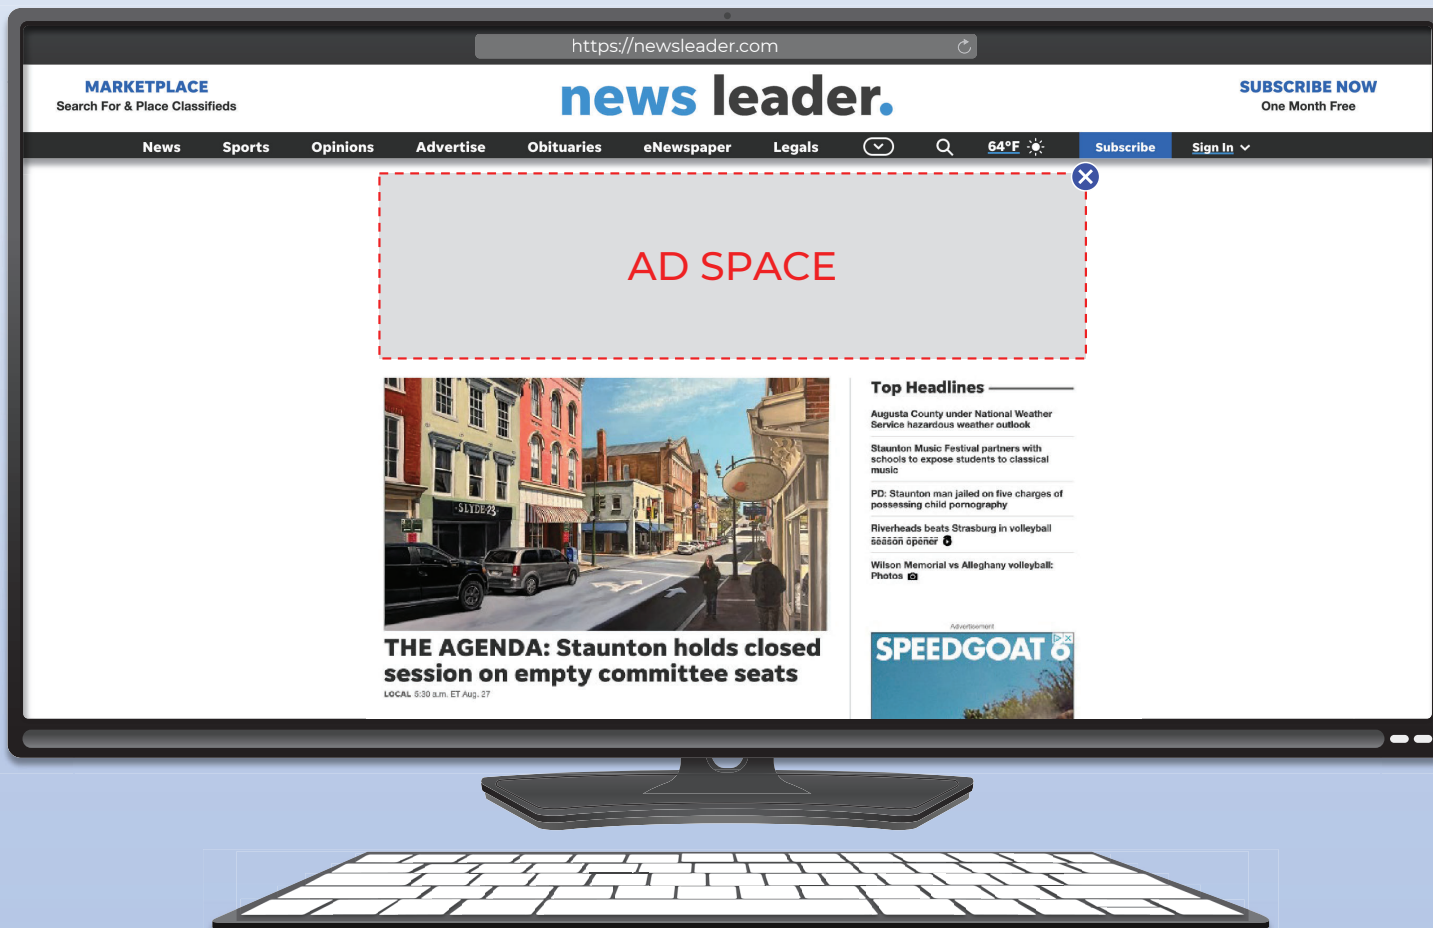 https://newsleader.com
MARKETPLACE
Search For & Place Classifieds
news leader.
SUBSCRIBE NOW
One Month Free
News Sports Opinions Advertise Obituaries eNewspaper Legals 64°F Subscribe Sign In
AD SPACE
SLYDE 23
Top Headlines
Augusta County under National Weather
Service hazardous weather outlook
Staunton Music Festival partners with
schools to expose students to classical
music
PD: Staunton man jailed on five charges of
possessing child pornography
Riverheads beats Strasburg in volleyball
season opener
Wilson Memorial vs Alleghany volleyball:
Photos
THE AGENDA: Staunton holds closed
session on empty committee seats
LOCAL 5:30 a.m. ET Aug. 27
Advertisement
SPEEDGOAT 6